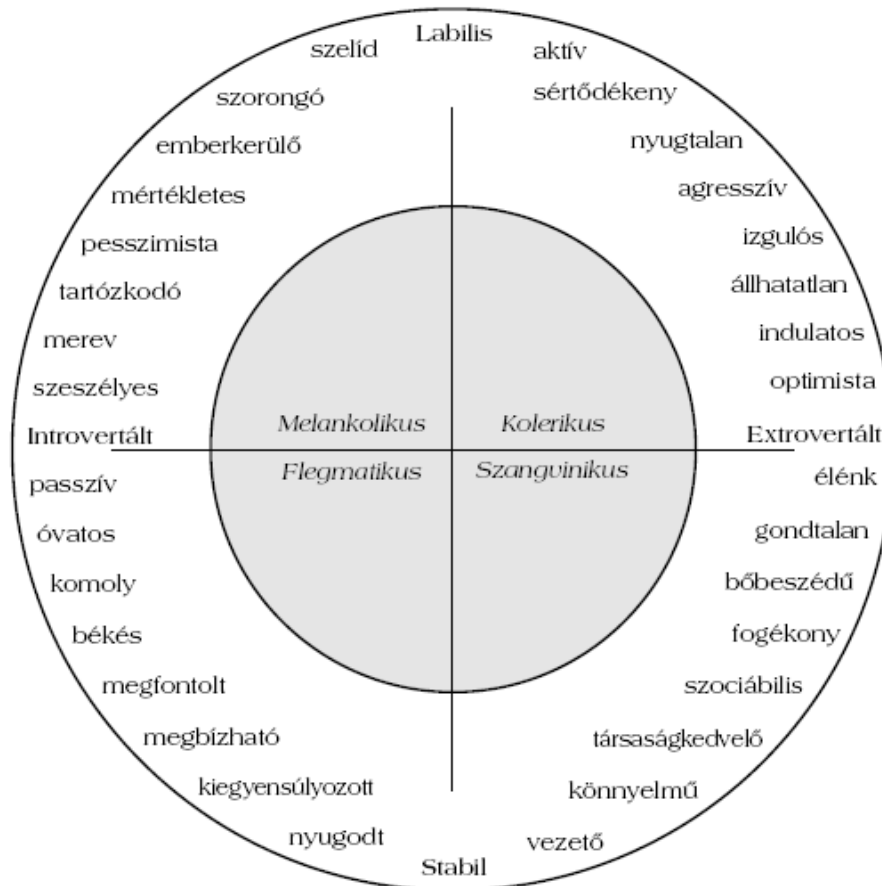 Labilis
szelíd
aktív
szorongó
sértődékeny
emberkerülő
nyugtalan
mértékletes
agresszív
pesszimista
izgulós
tartózkodó
állhatatlan
merev
indulatos
szeszélyes
optimista
Introvertált
Melankolikus
Kolerikus
Extrovertált
passzív
Flegmatikus
Szangvinikus
élénk
óvatos
gondtalan
komoly
bőbeszédű
békés
fogékony
megfontolt
szociábilis
megbízható
társaságkedvelő
kiegyensúlyozott
könnyelmű
nyugodt
vezető
Stabil